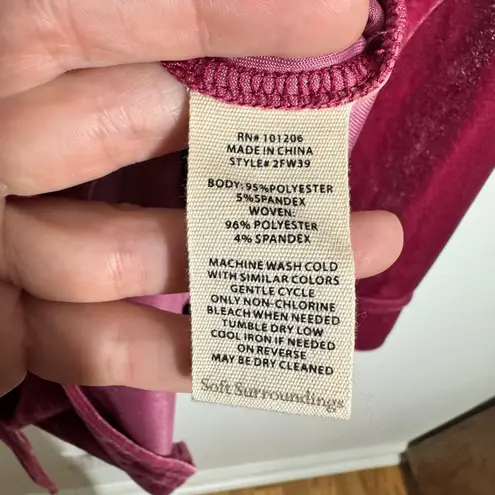 RN# 101206
MADE IN CHINA
STYLE# 2FW39
BODY: 95% POLYESTER
5% SPANDEX
WOVEN:
96% POLYESTER
4% SPANDEX
MACHINE WASH COLD
WITH SIMILAR COLORS
GENTLE CYCLE
ONLY NON-CHLORINE
BLEACH WHEN NEEDED
TUMBLE DRY LOW
COOL IRON IF NEEDED
ON REVERSE
MAY BE DRY CLEANED
Soft Surroundings